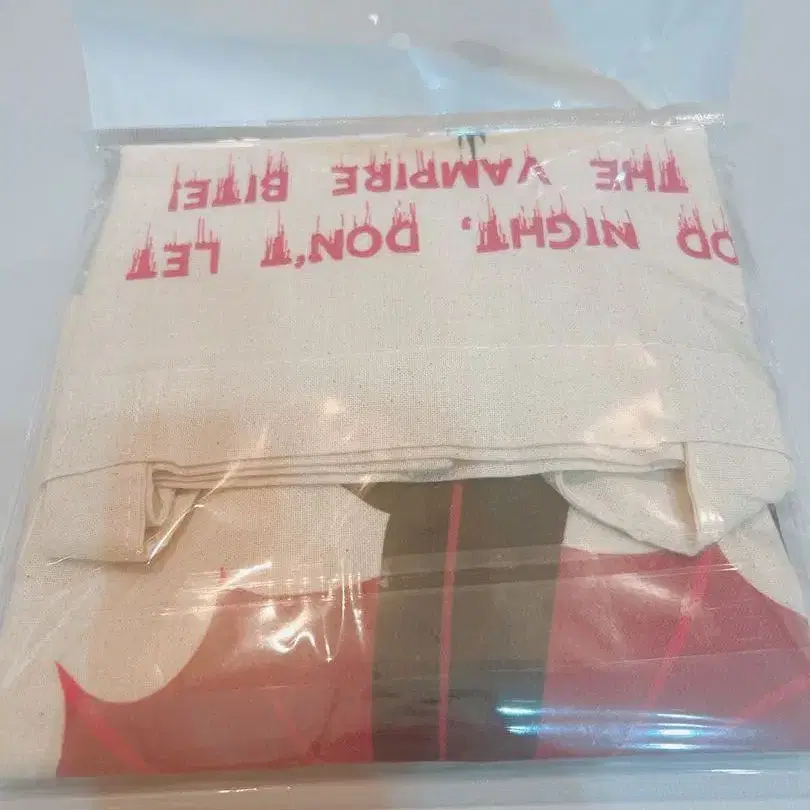 OD NIGHT, DON'T LET
THE VAMPIRE BITE!